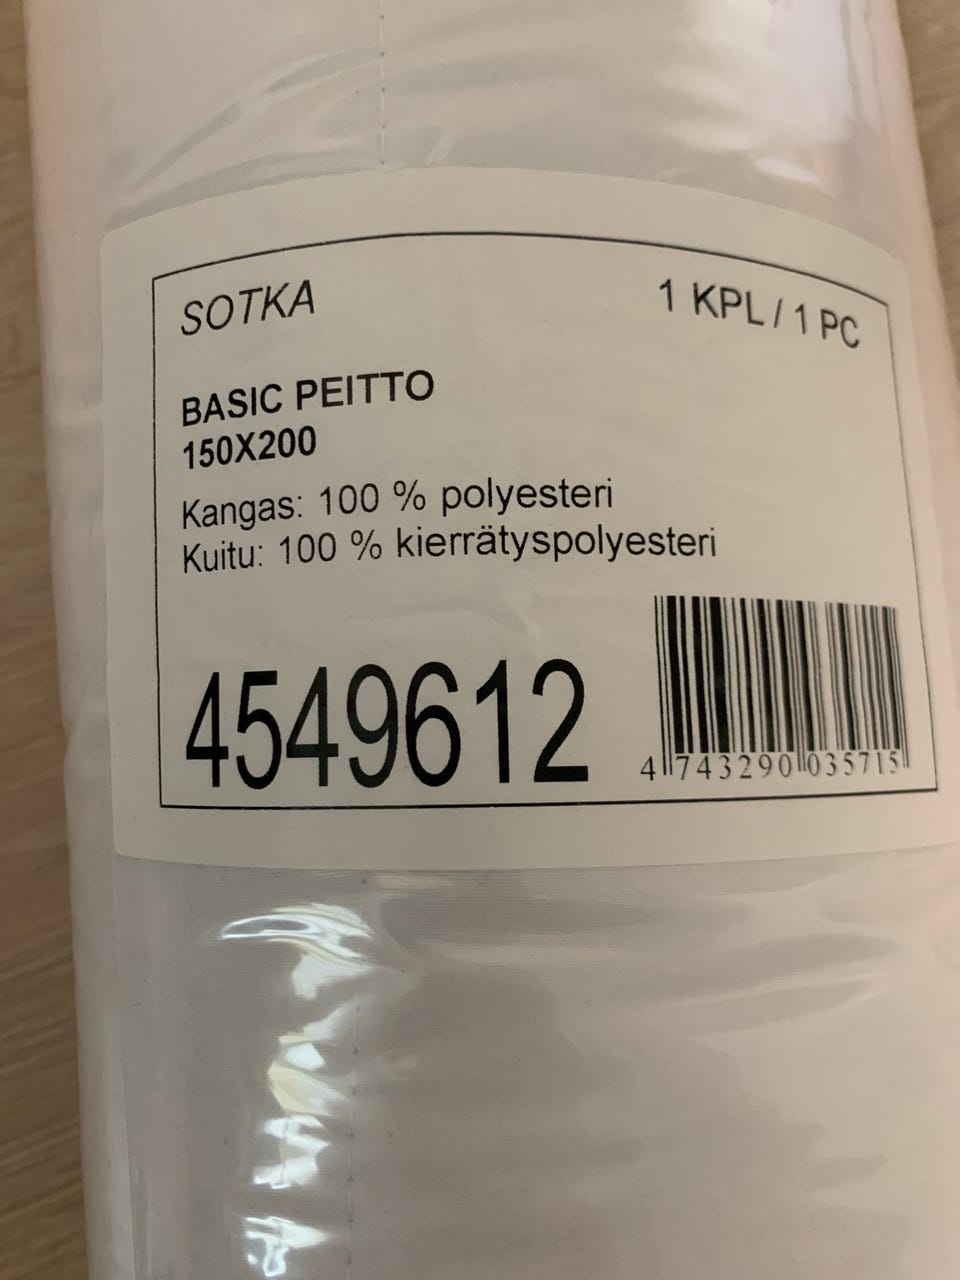 SOTKA
1 KPL / 1 PC
BASIC PEITTO
150X200
Kangas: 100 % polyesteri
Kuitu: 100 % kierrätyspolyesteri
4549612
4 743290 035715